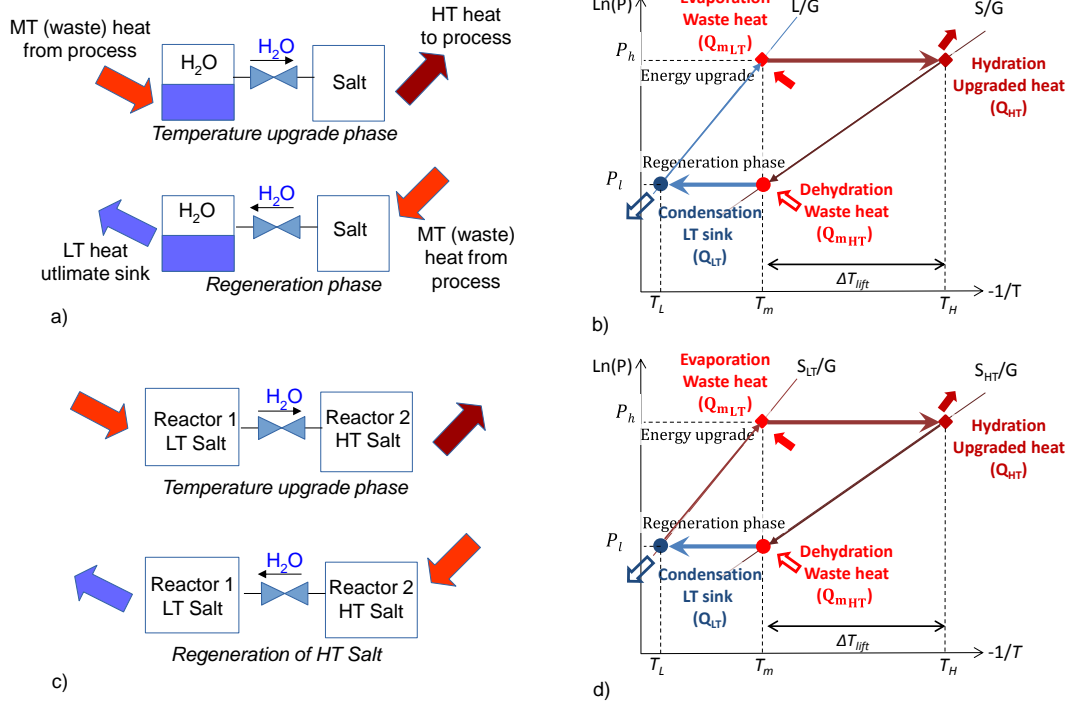 MT (waste) heat
from process
H2O
H2O
Salt
HT heat
to process
Temperature upgrade phase
H2O
H2O
Salt
LT heat
utlimate sink
MT (waste)
heat from
process
Regeneration phase
a)
Ln(P)
Evaporation
Waste heat
(QmLT)
L/G
S/G
Ph
Energy upgrade
Hydration
Upgraded heat
(QHT)
Regeneration phase
Pl
Condensation
LT sink
(QLT)
Dehydration
Waste heat
(QmHT)
ΔTlift
TL
Tm
TH
-1/T
b)
Reactor 1
LT Salt
H2O
Reactor 2
HT Salt
Temperature upgrade phase
Reactor 1
LT Salt
H2O
Reactor 2
HT Salt
Regeneration of HT Salt
c)
Ln(P)
Evaporation
Waste heat
(QmLT)
SLT/G
SHT/G
Ph
Energy upgrade
Hydration
Upgraded heat
(QHT)
Regeneration phase
Pl
Condensation
LT sink
(QLT)
Dehydration
Waste heat
(QmHT)
ΔTlift
TL
Tm
TH
-1/T
d)